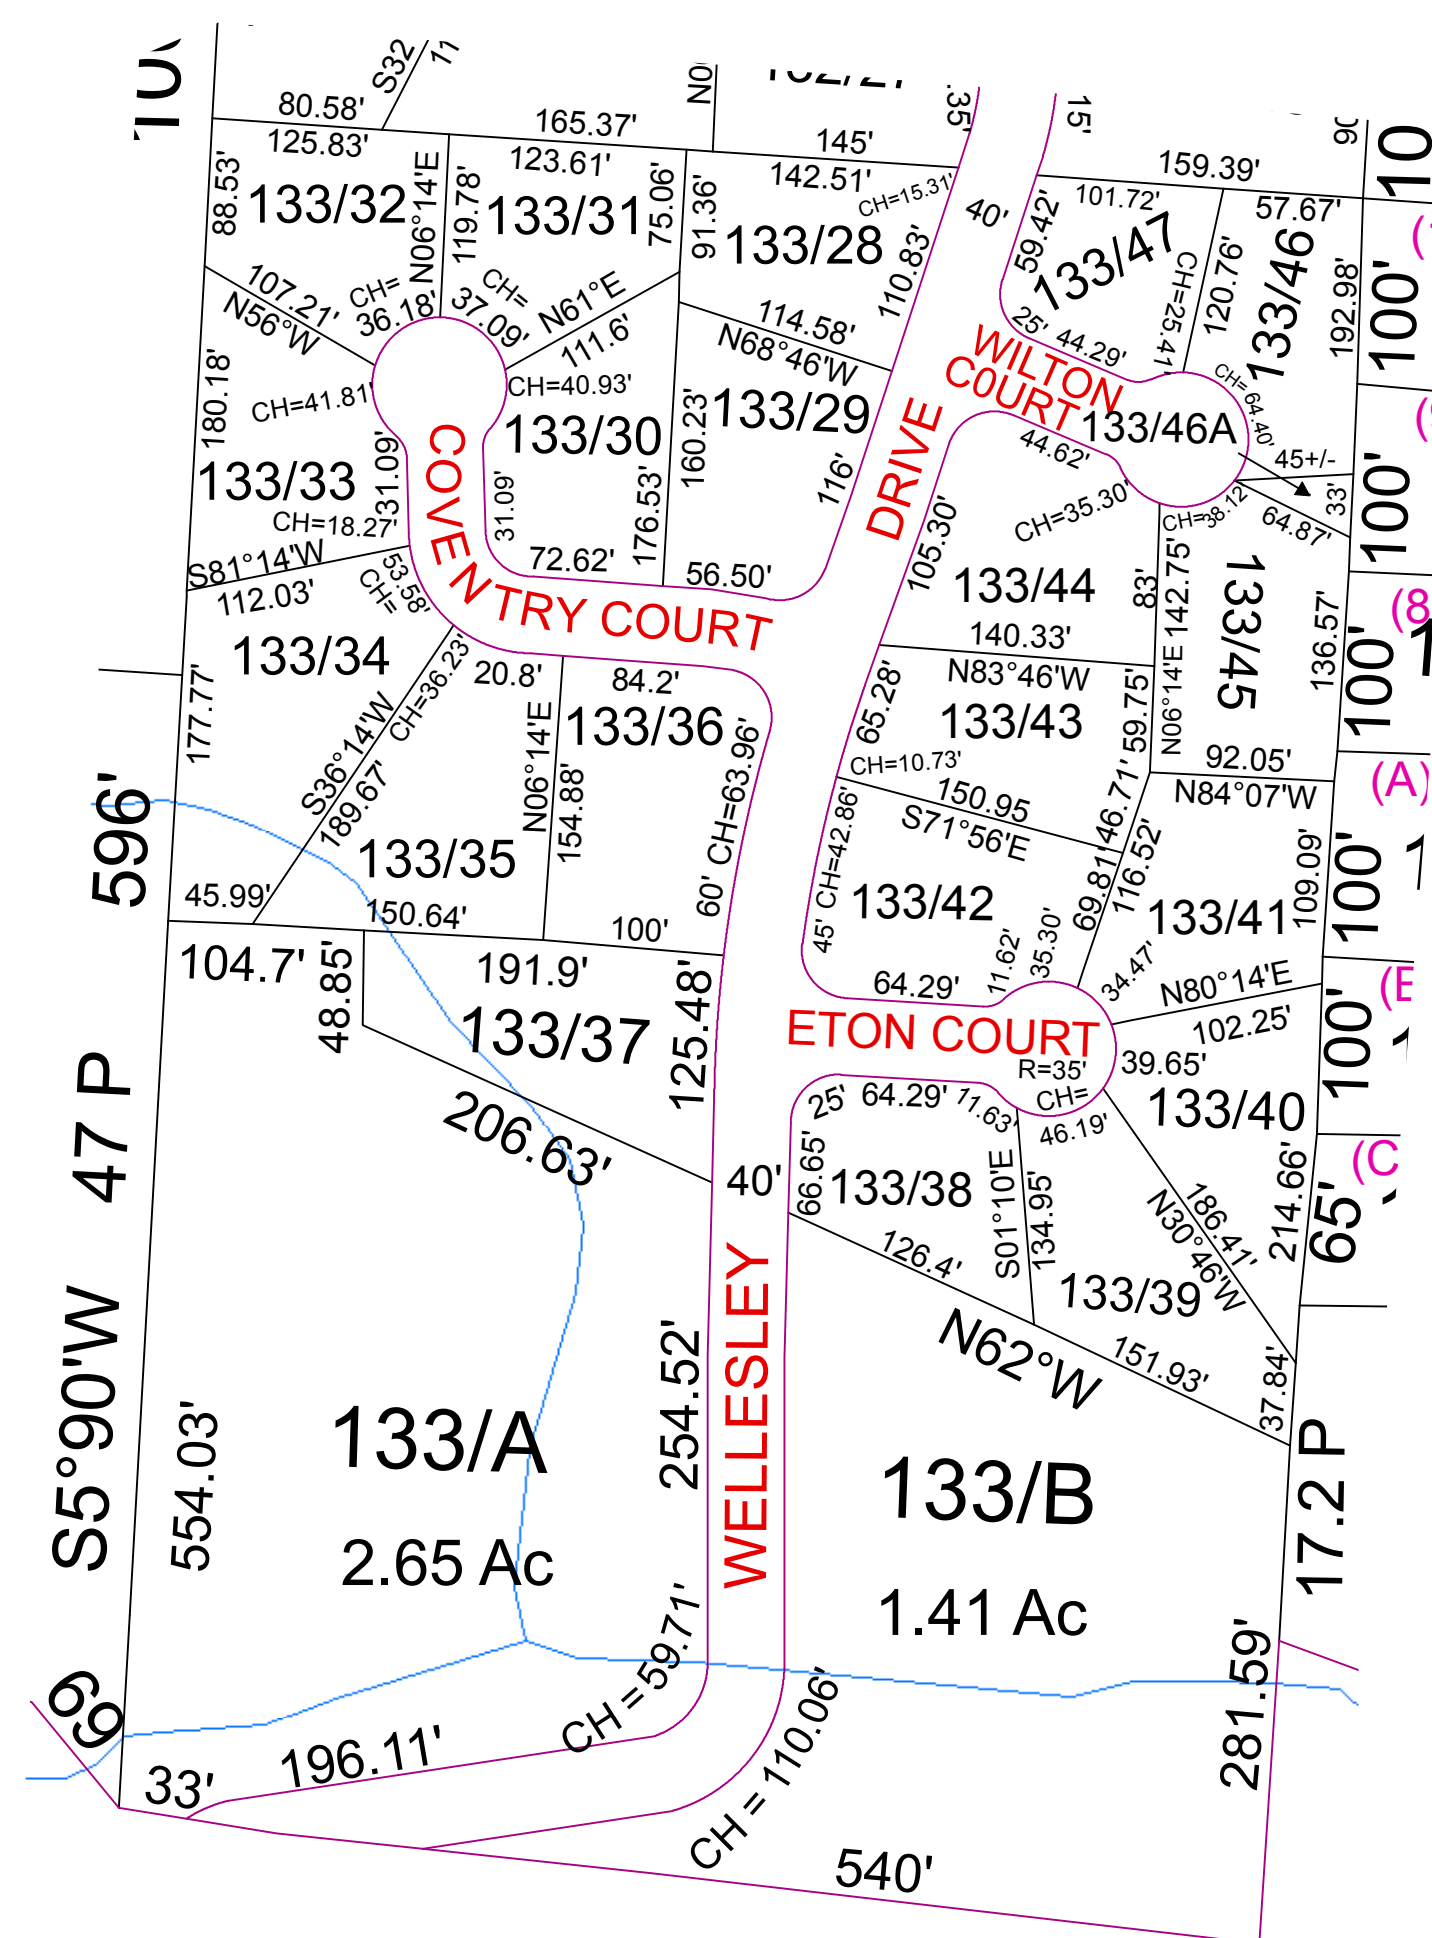 S32
11
N0
.35'
15'
80.58'
165.37'
145'
159.39'
10
125.83'
123.61'
142.51'
CH=15.31'
101.72'
57.67'
88.53'
133/32
N06°14'E
119.78'
133/31
75.06'
91.36'
133/28
110.83'
40'
59.42'
133/47
CH=25.41'
120.76'
133/46
192.98'
100'
107.21'
N56°W
CH=
36.18'
CH=
37.09'
N61°E
111.6'
114.58'
N68°46'W
25'
44.29'
WILTON
C0URT
CH=
64.40'
180.18'
CH=41.81'
CH=40.93'
133/30
160.23'
133/29
116'
DRIVE
44.62'
133/46A
45+/-
33'
100'
133/33
31.09'
31.09'
176.53'
CH=18.27'
COVENTRY COURT
S81°14'W
112.03'
53.58'
CH=
72.62'
56.50'
105.30'
CH=35.30'
CH=
38.12'
64.87'
133/44
83'
142.75'
N06°14'E
133/45
136.57'
(8
100'
140.33'
N83°46'W
133/34
177.77'
S36°14'W
189.67'
CH=36.23'
20.8'
84.2'
N06°14'E
154.88'
133/36
60' CH=63.96'
65.28'
133/43
59.75'
CH=10.73'
150.95
S71°56'E
46.71'
92.05'
N84°07'W
(A)
596'
133/35
45.99'
150.64'
100'
45' CH=42.86'
133/42
69.81'
116.52'
133/41
109.09'
100'
104.7'
48.85'
191.9'
133/37
125.48'
64.29'
11.62'
35.30'
34.47'
N80°14'E
102.25'
ETON COURT
R=35'
CH=
46.19'
39.65'
133/40
100'
47 P
206.63'
25'
64.29'
11.63'
40'
66.65'
133/38
S01°10'E
134.95'
186.41'
N30°46'W
214.66'
(C
65'
126.4'
133/39
N62°W
151.93'
37.84'
S5°90'W
554.03'
133/A
2.65 Ac
254.52'
WELLESLEY
133/B
1.41 Ac
17.2 P
69
33'
196.11'
CH = 59.71'
CH = 110.06'
281.59'
540'